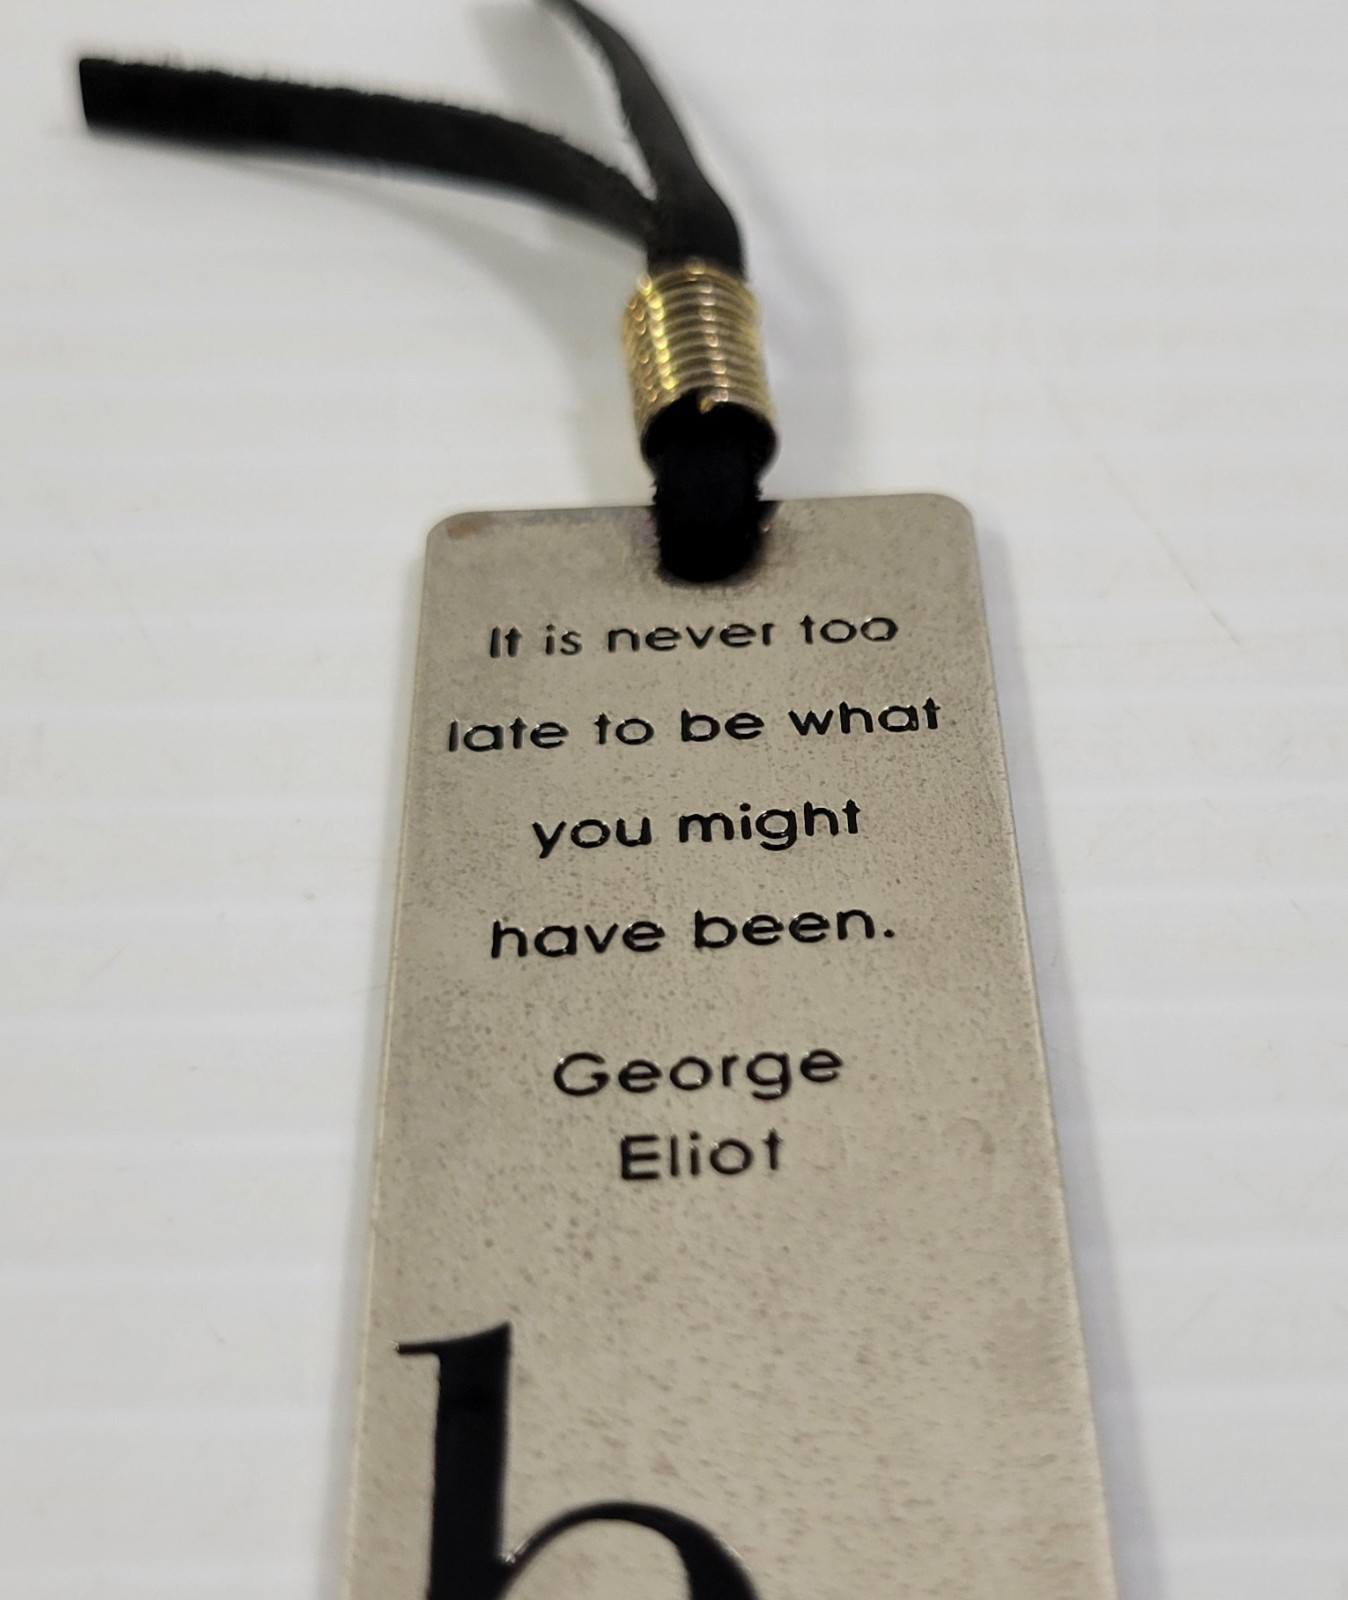 It is never too
late to be what
you might
have been.
George
Eliot